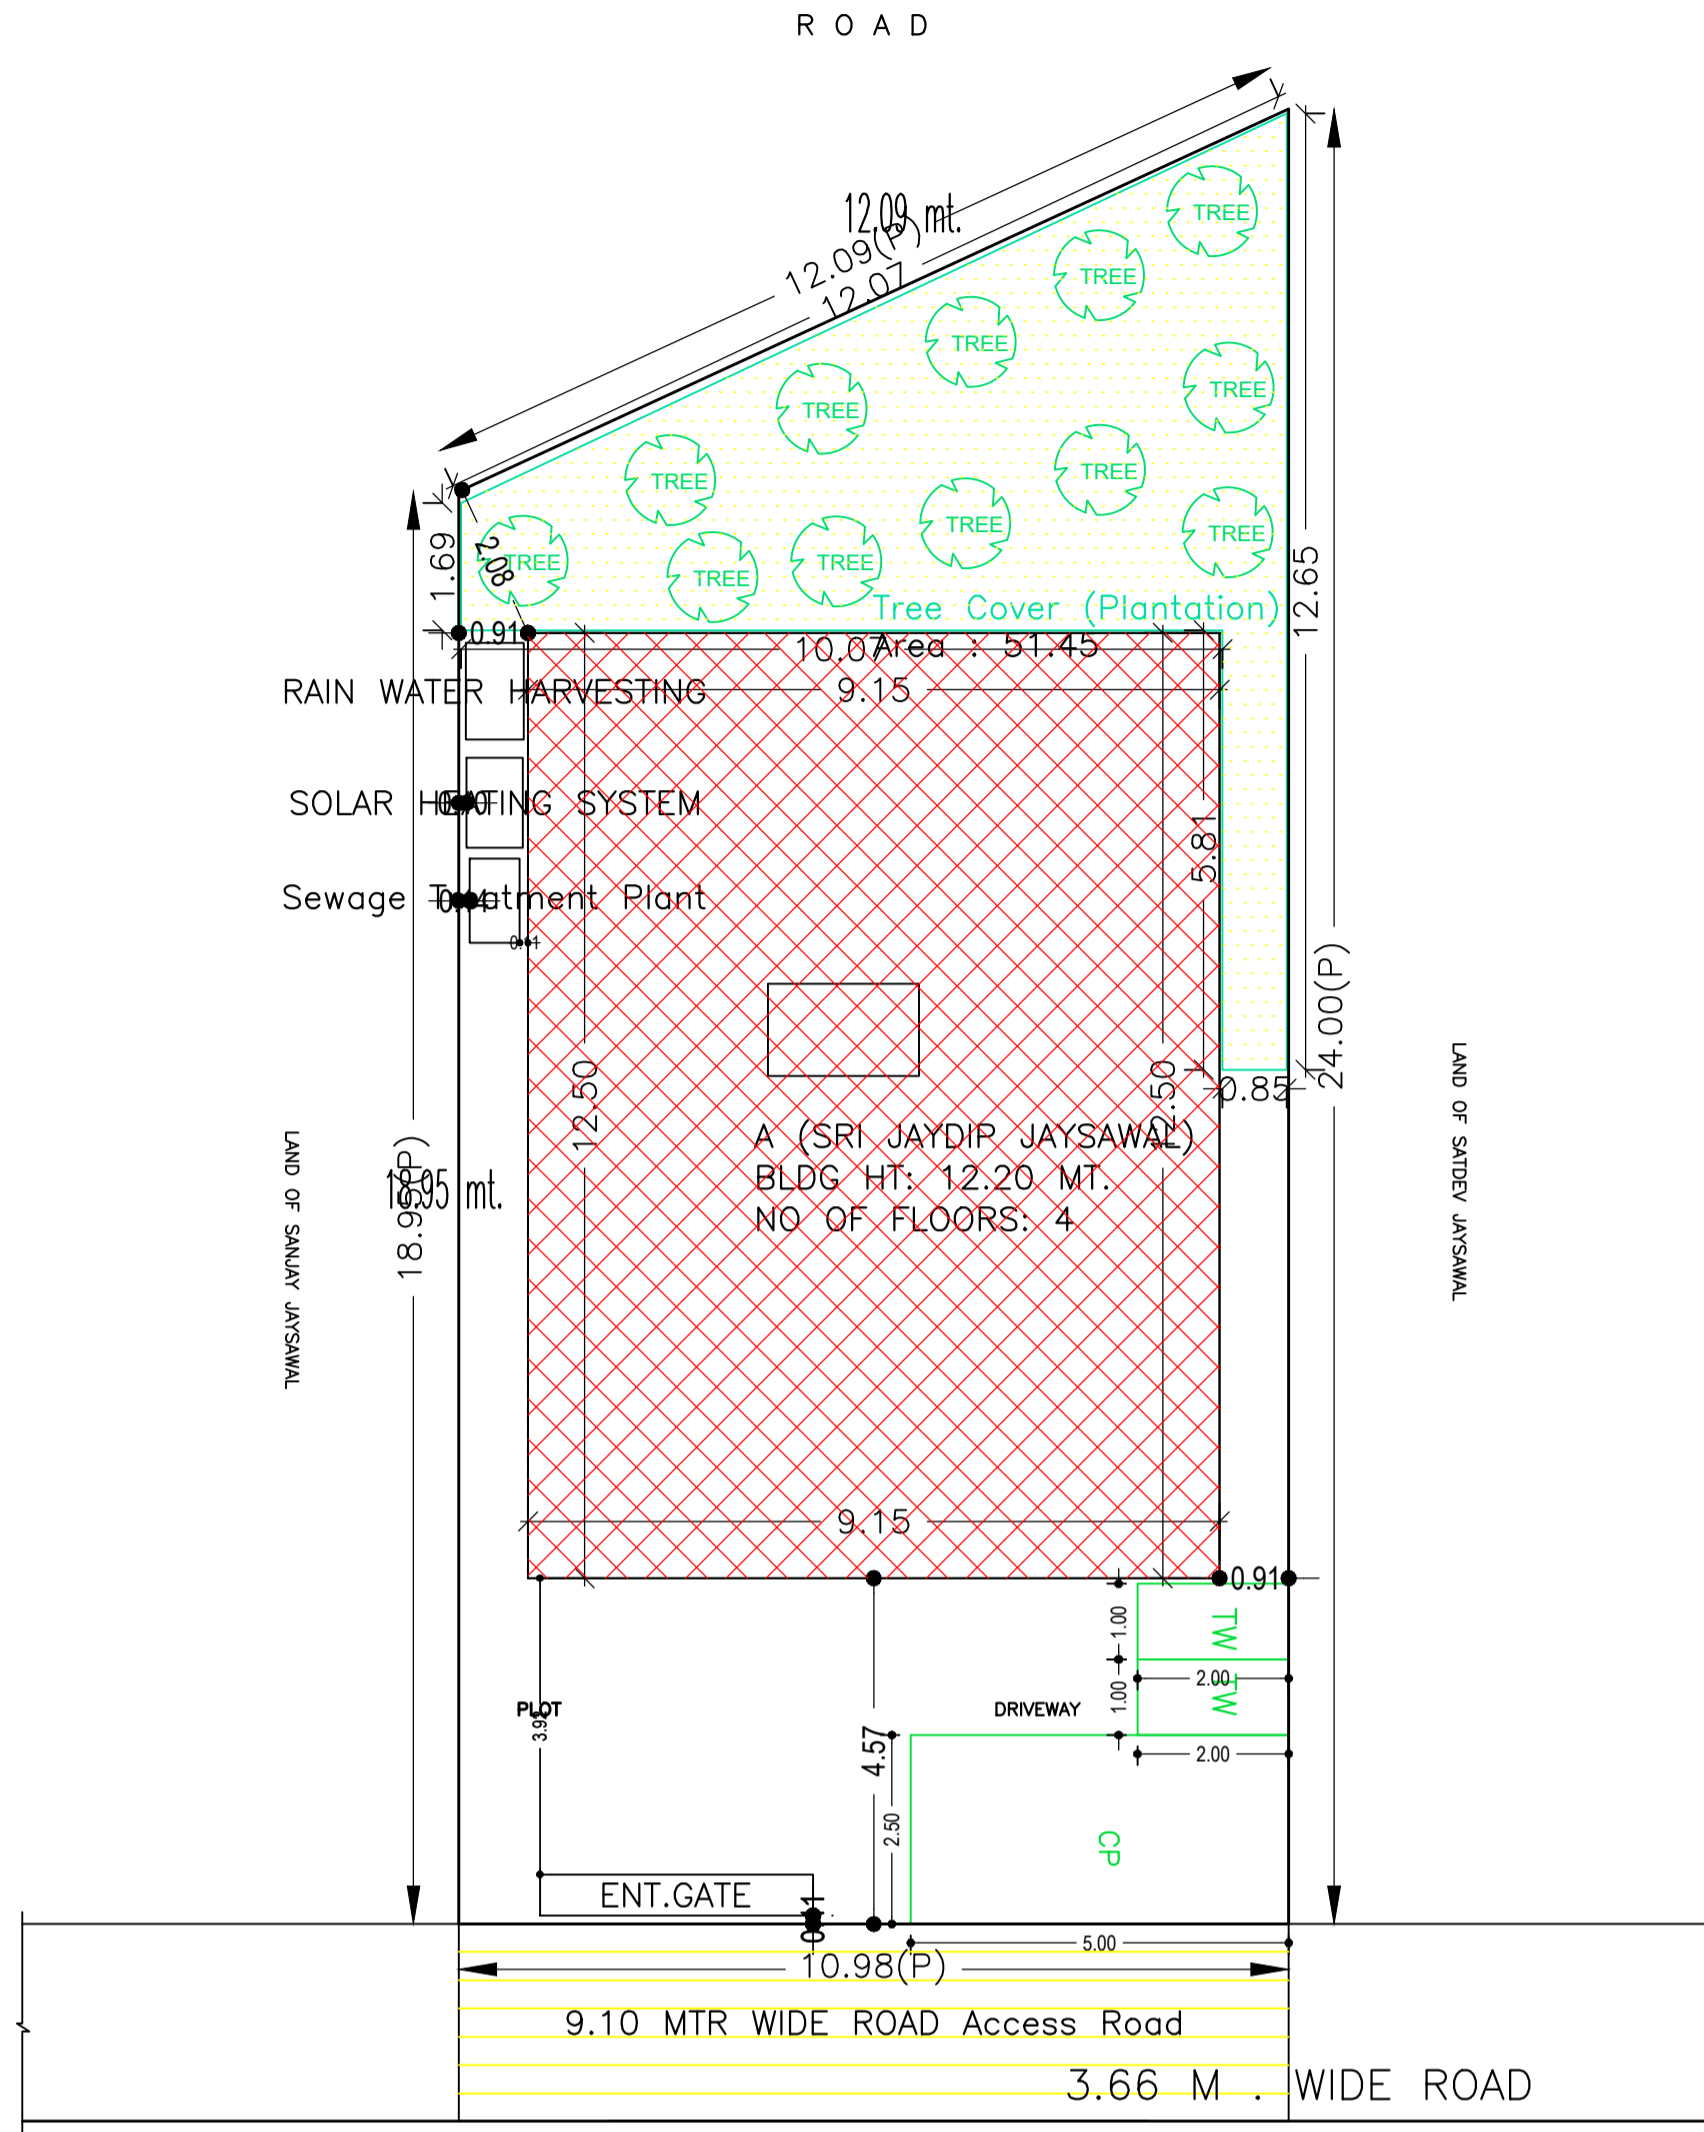 R O A D
12.09 mt.
12.09(P)
12.07
TREE
TREE
TREE
TREE
TREE
TREE
TREE
TREE
TREE
TREE
TREE
TREE
1.69
2.08
12.65
Tree Cover (Plantation)
Area : 51.45
0.91
10.07
9.15
RAIN WATER HARVESTING
SOLAR HEATING SYSTEM
5.81
Sewage Treatment Plant
24.00(P)
0.85
12.50
12.50
A (SRI JAYDIP JAYSAWAL)
BLDG HT: 12.20 MT.
NO OF FLOORS: 4
18.95 mt.
18.95(P)
LAND OF SANJAY JAYSAWAL
LAND OF SATDEV JAYSAWAL
9.15
0.91
1.00
TW
2.00
1.00
TW
PLOT
DRIVEWAY
4.57
2.00
2.50
CP
ENT.GATE
5.00
10.98(P)
9.10 MTR WIDE ROAD Access Road
3.66 M . WIDE ROAD